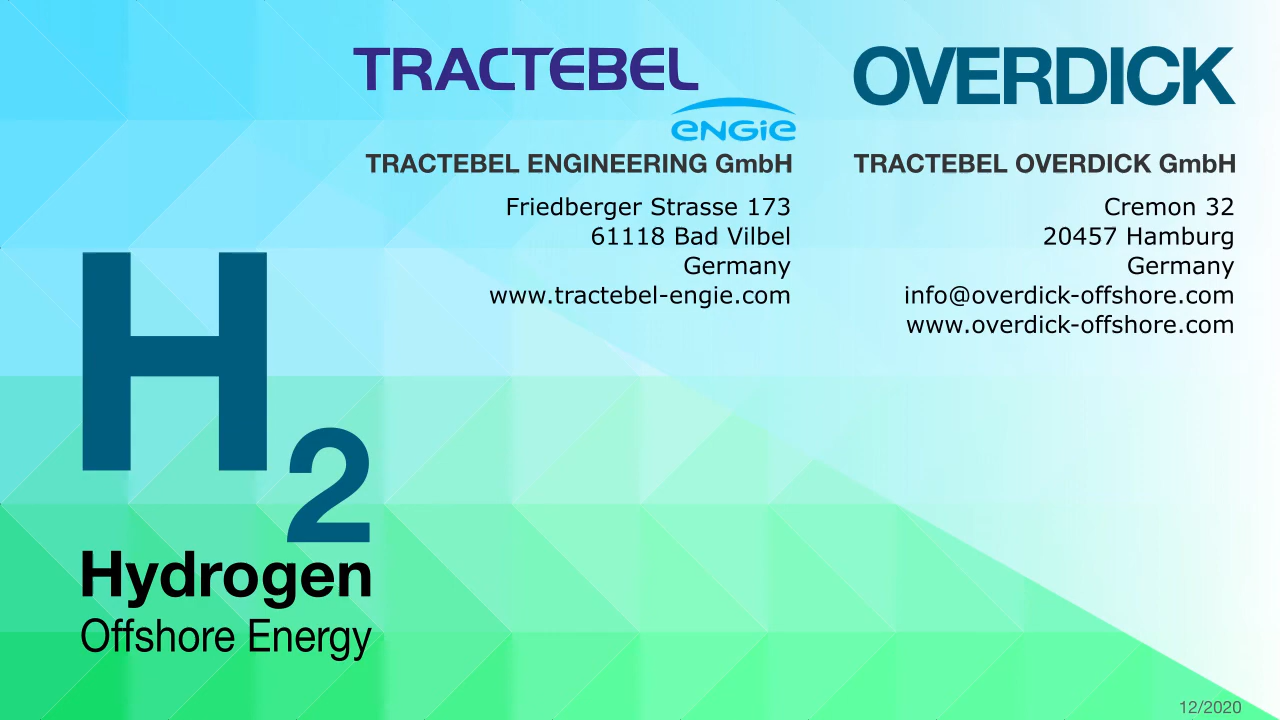 TRACTEBEL
ENGIE
TRACTEBEL ENGINEERING GmbH
Friedberger Strasse 173
61118 Bad Vilbel
Germany
www.tractebel-engie.com
OVERDICK
TRACTEBEL OVERDICK GmbH
Cremon 32
20457 Hamburg
Germany
info@overdick-offshore.com
www.overdick-offshore.com
H2
Hydrogen
Offshore Energy
12/2020